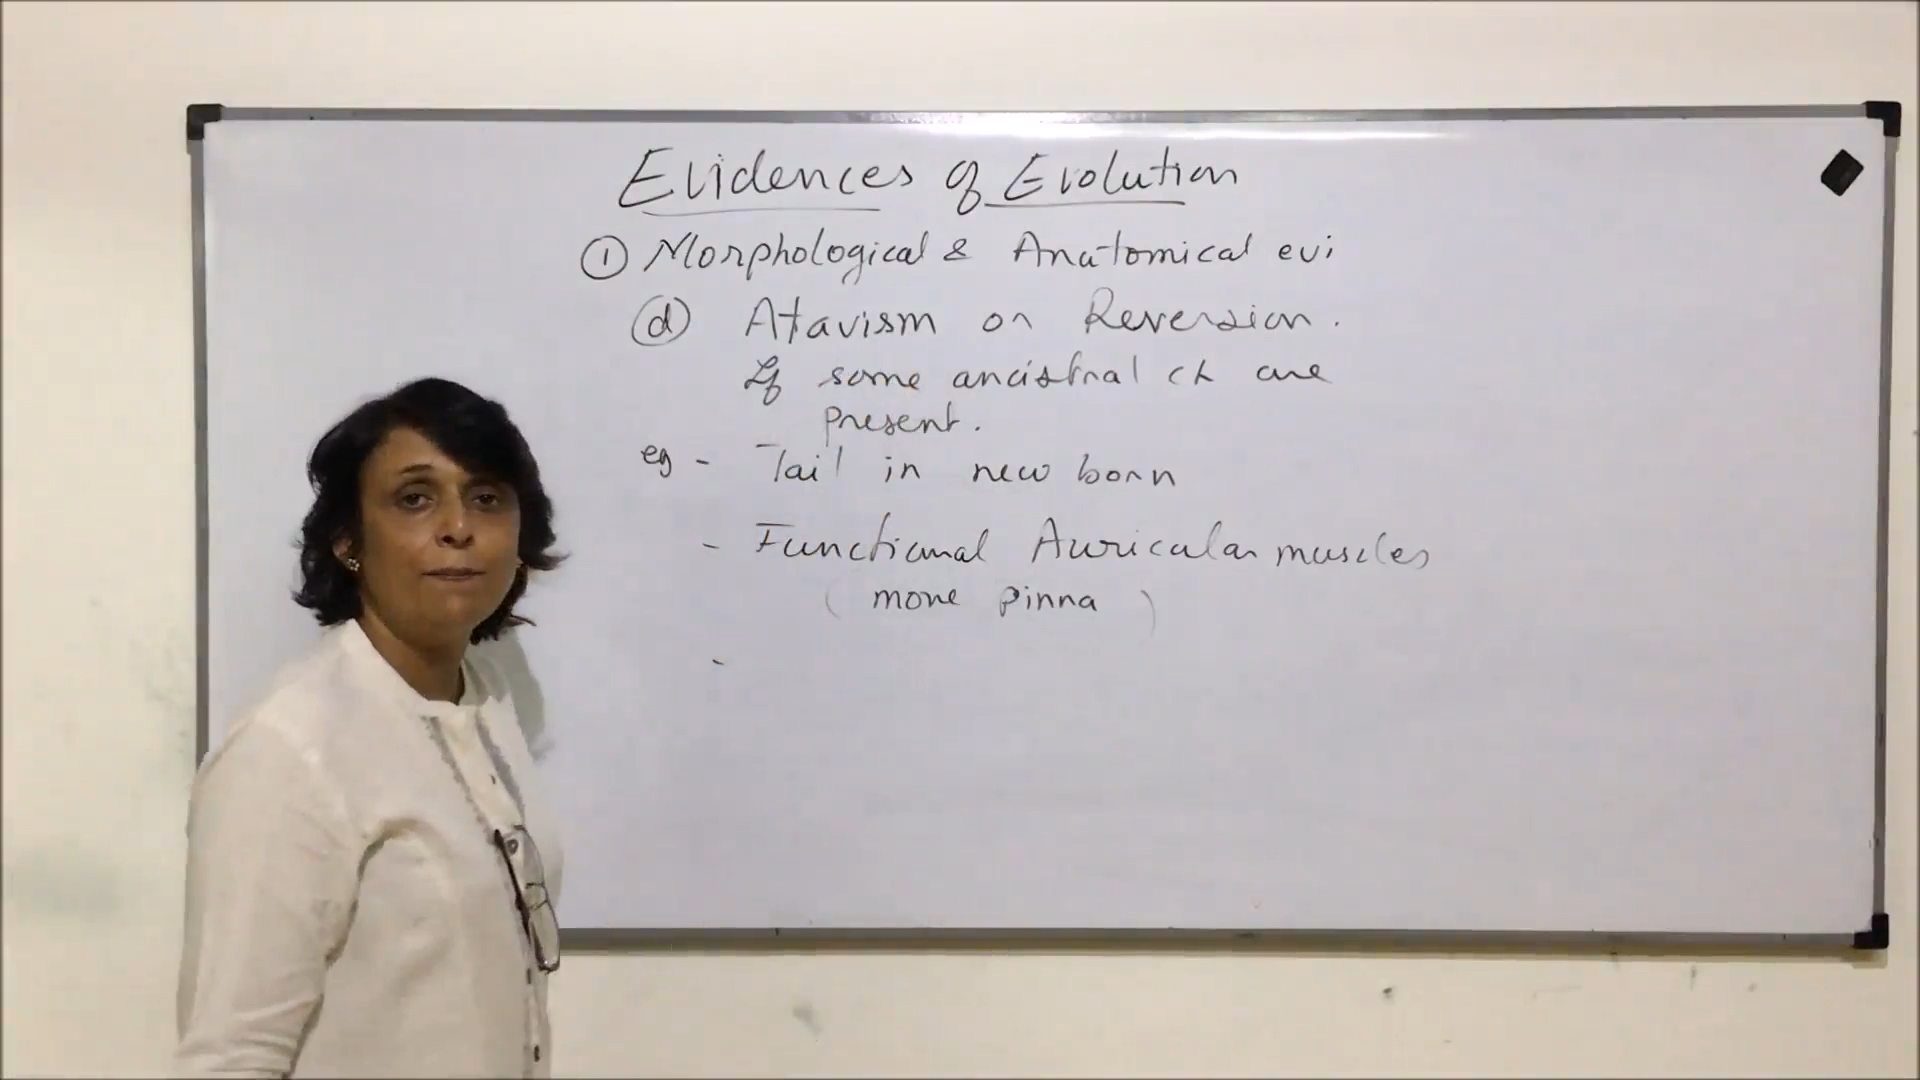 Evidences of Evolution
① Morphological & Anatomical evi
ⓓ Atavism or Reversion.
If some ancistral ch are
present.
eg - Tail in new born
- Functional Auricular muscles
( move pinna )
-